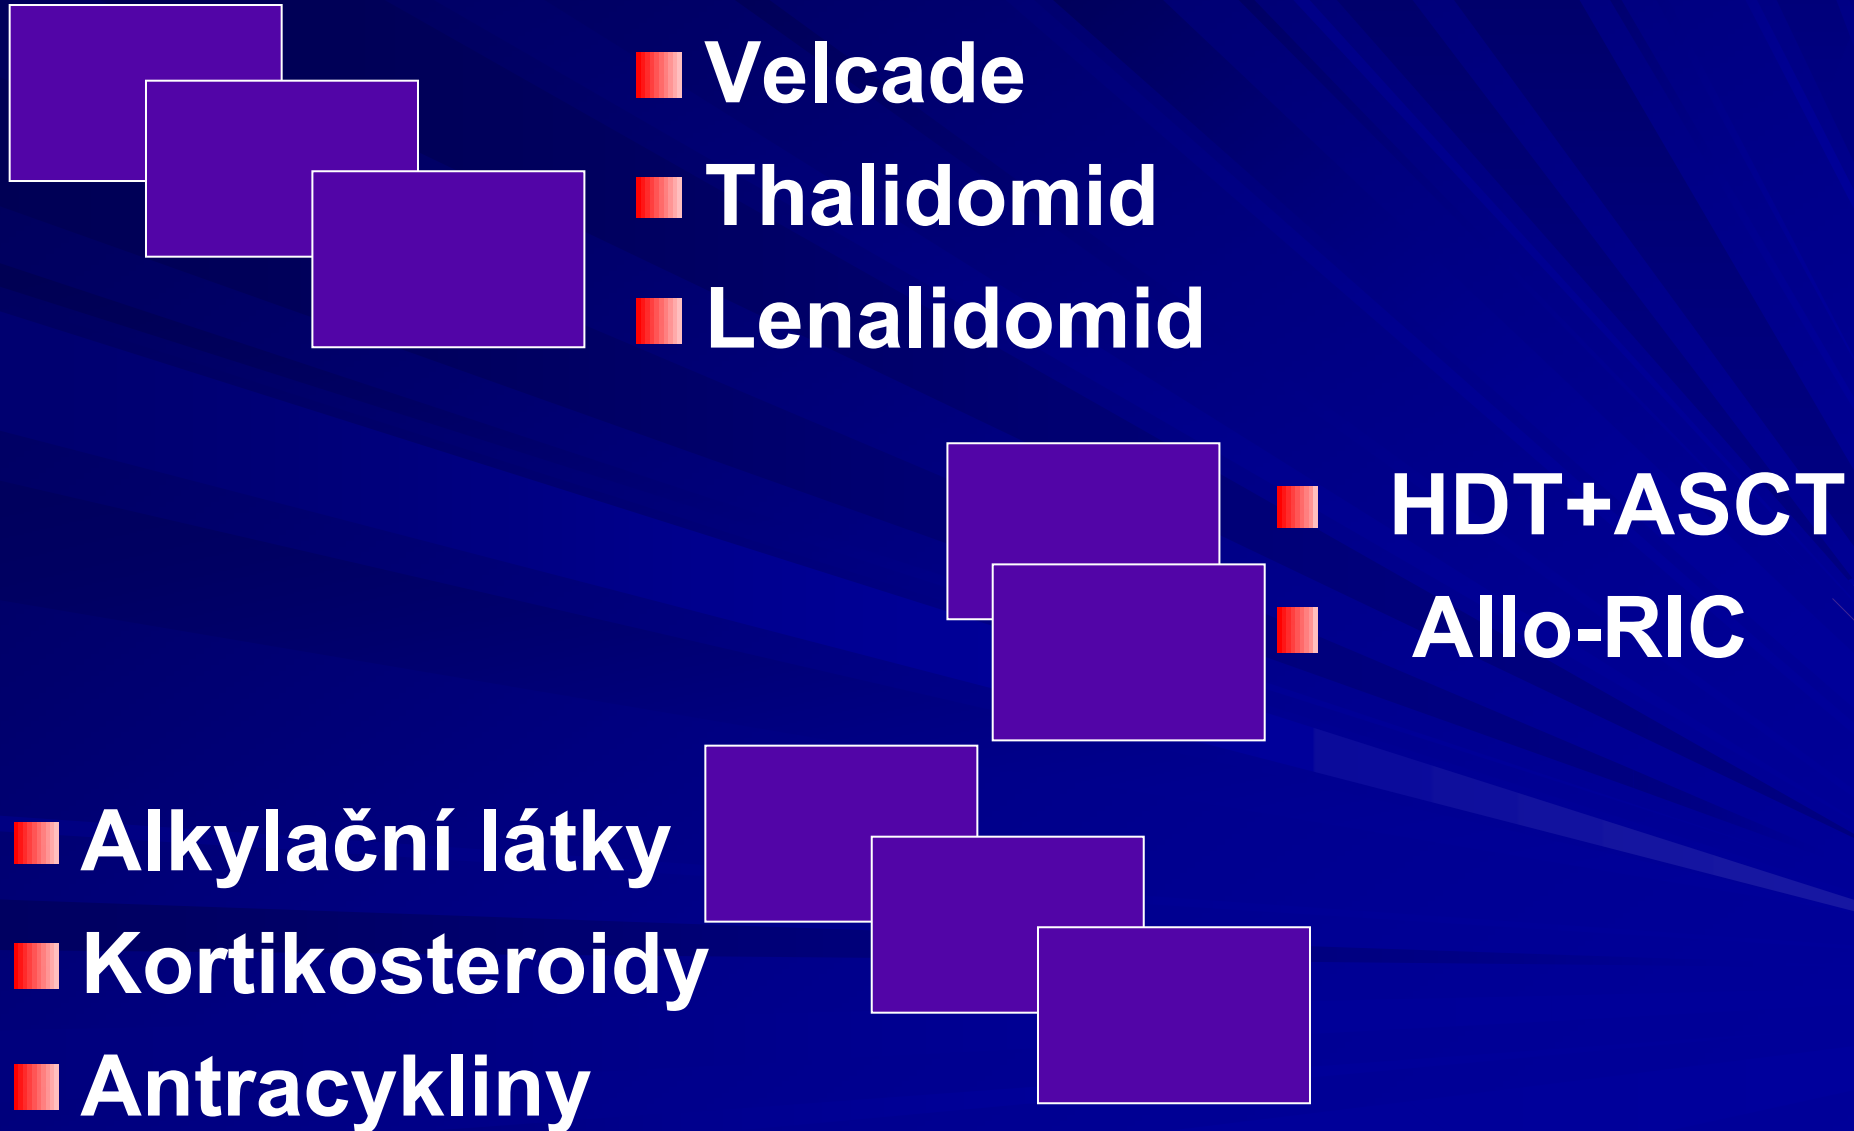 Velcade
Thalidomid
Lenalidomid
HDT+ASCT
Allo-RIC
Alkylační látky
Kortikosteroidy
Antracykliny